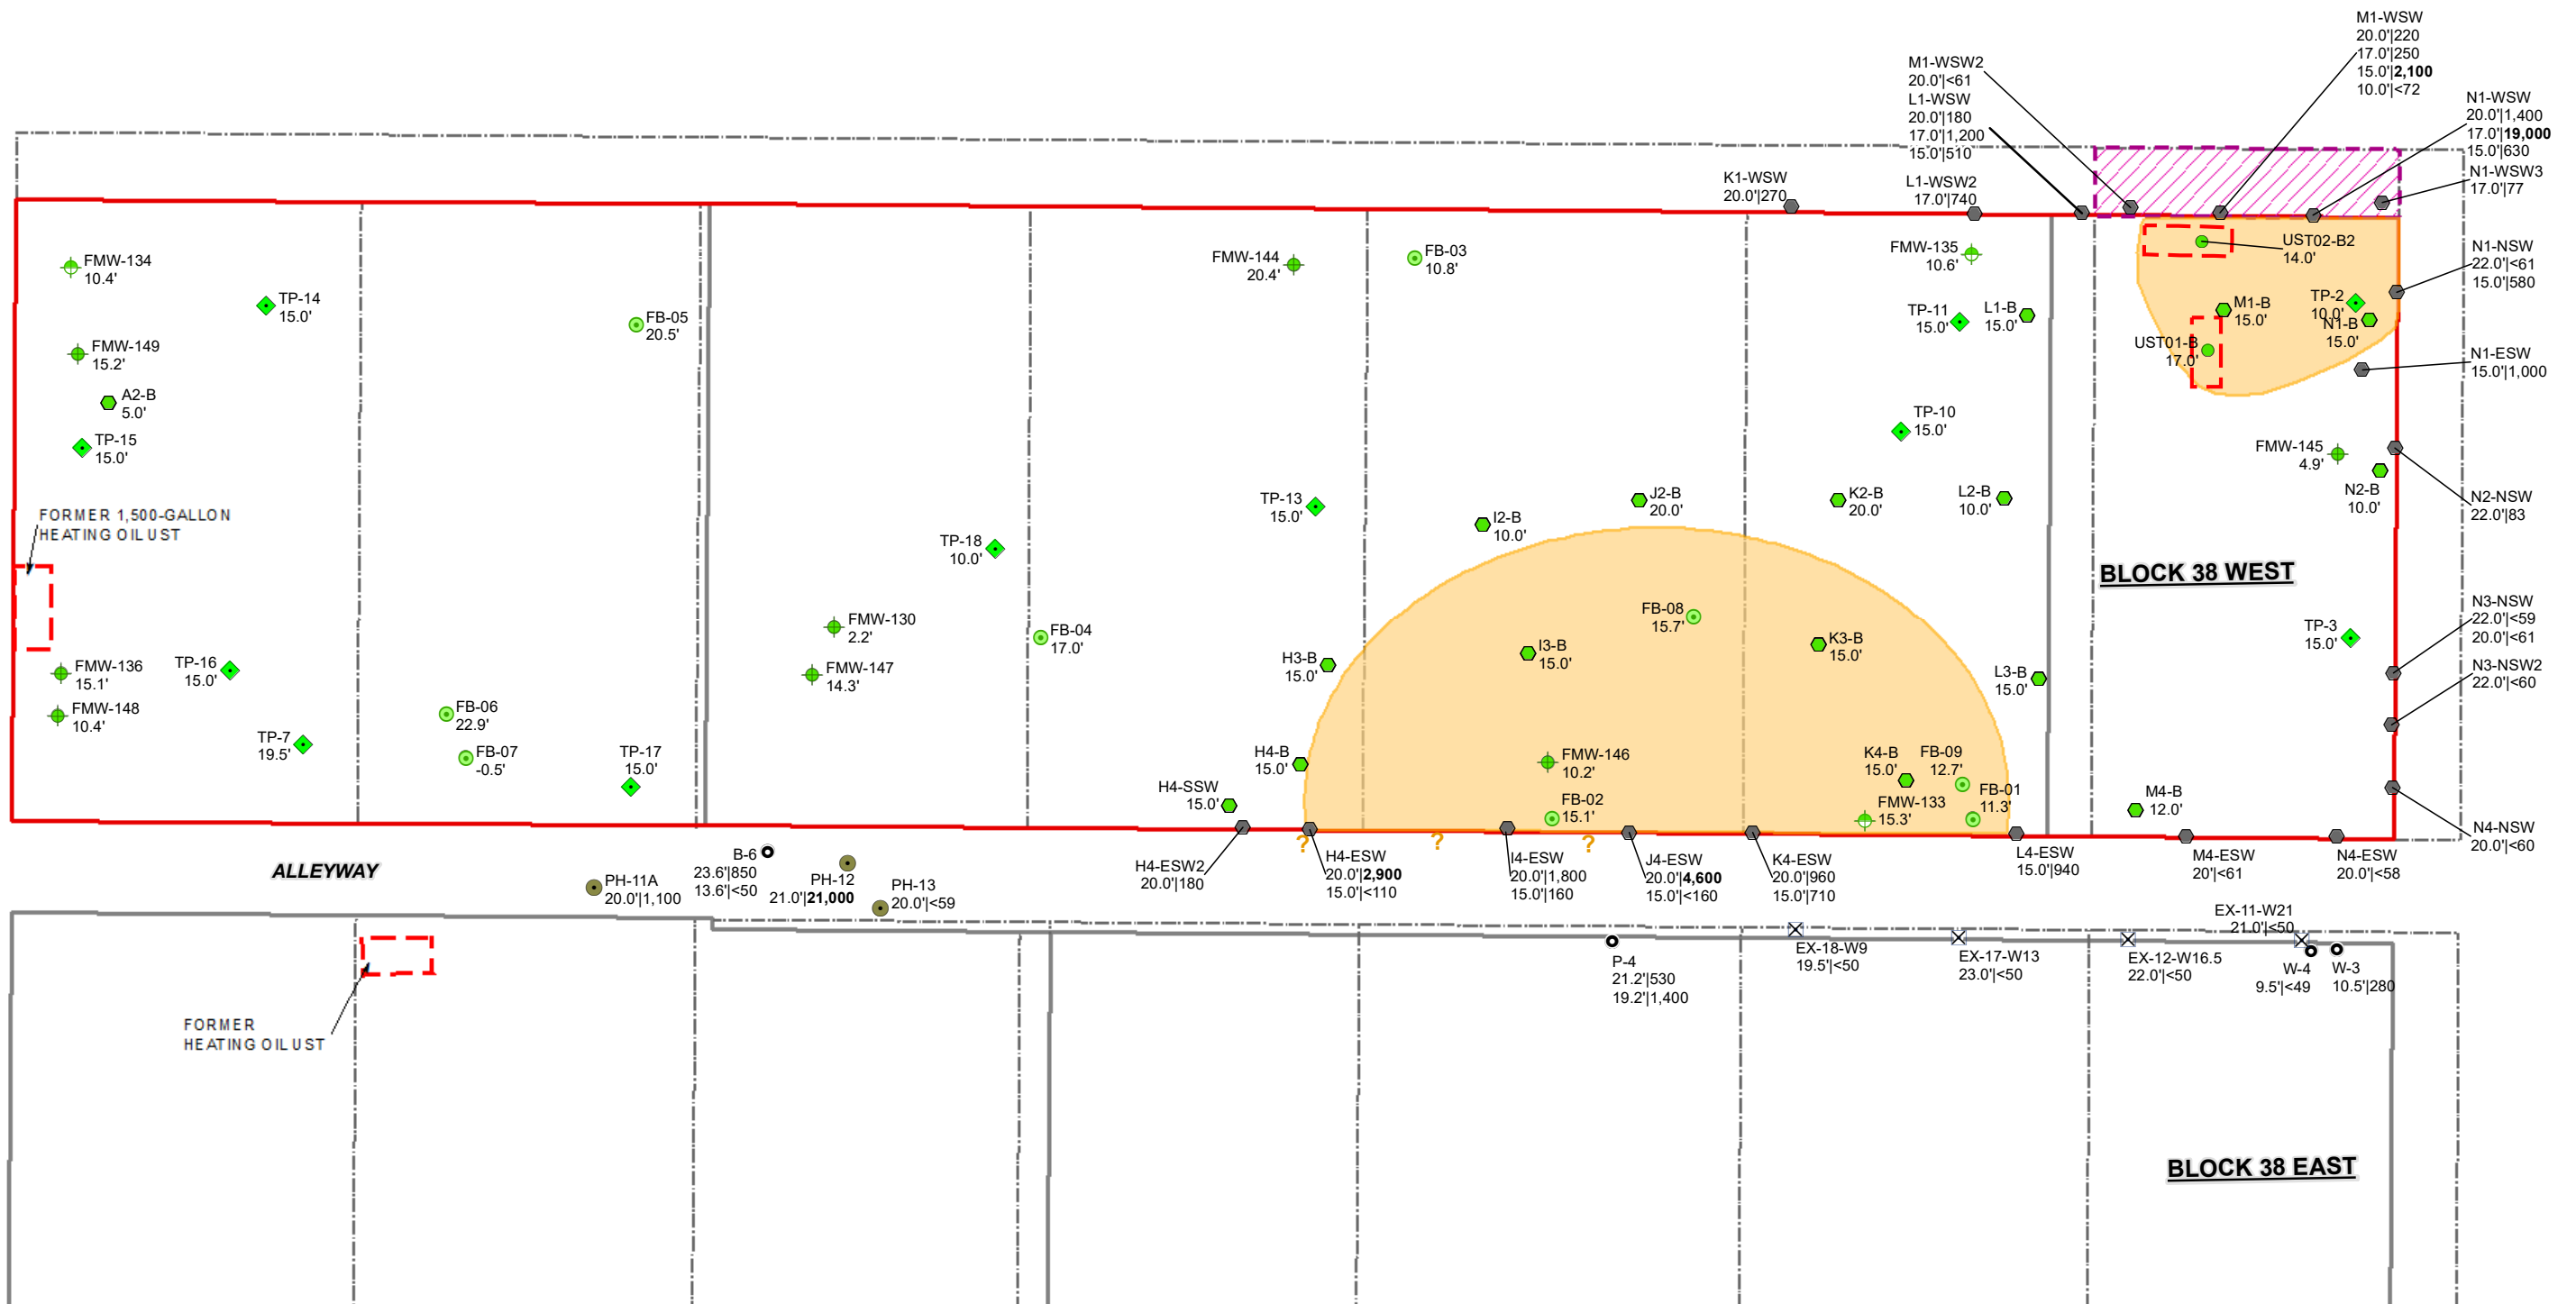 M1-WSW
20.0'|220
17.0'|250
15.0'|2,100
10.0'|<72
M1-WSW2
20.0'|<61
L1-WSW
20.0'|180
17.0'|1,200
15.0'|510
N1-WSW
20.0'|1,400
17.0'|19,000
15.0'|630
N1-WSW3
17.0'|77
K1-WSW
20.0'|270
L1-WSW2
17.0'|740
FMW-134
10.4'
TP-14
15.0'
FB-05
20.5'
FMW-144
20.4'
FB-03
10.8'
FMW-135
10.6'
UST02-B2
14.0'
N1-NSW
22.0'|<61
15.0'|580
TP-11
15.0'
L1-B
15.0'
M1-B
15.0'
TP-2
10.0'
N1-B
15.0'
UST01-B
17.0'
N1-ESW
15.0'|1,000
FMW-149
15.2'
A2-B
5.0'
TP-15
15.0'
TP-10
15.0'
FMW-145
4.9'
N2-B
10.0'
N2-NSW
22.0'|83
FORMER 1,500-GALLON
HEATING OIL UST
TP-13
15.0'
I2-B
10.0'
J2-B
20.0'
K2-B
20.0'
L2-B
10.0'
TP-18
10.0'
BLOCK 38 WEST
FMW-130
2.2'
FB-04
17.0'
FB-08
15.7'
I3-B
15.0'
K3-B
15.0'
H3-B
15.0'
L3-B
15.0'
TP-3
15.0'
N3-NSW
22.0'|<59
20.0'|<61
N3-NSW2
22.0'|<60
FMW-136
15.1'
TP-16
15.0'
FMW-147
14.3'
FMW-148
10.4'
FB-06
22.9'
TP-7
19.5'
FB-07
-0.5'
TP-17
15.0'
H4-B
15.0'
H4-SSW
15.0'
FMW-146
10.2'
FB-02
15.1'
K4-B
15.0'
FB-09
12.7'
FB-01
11.3'
FMW-133
15.3'
M4-B
12.0'
N4-NSW
20.0'|<60
? ? ?
ALLEYWAY
B-6
23.6'|850
13.6'|<50
PH-11A
20.0'|1,100
PH-12
21.0'|21,000
PH-13
20.0'|<59
H4-ESW2
20.0'|180
H4-ESW
20.0'|2,900
15.0'|<110
I4-ESW
20.0'|1,800
15.0'|160
J4-ESW
20.0'|4,600
15.0'|<160
K4-ESW
20.0'|960
15.0'|710
L4-ESW
15.0'|940
M4-ESW
20'|<61
N4-ESW
20.0'|<58
P-4
21.2'|530
19.2'|1,400
EX-18-W9
19.5'|<50
EX-17-W13
23.0'|<50
EX-12-W16.5
22.0'|<50
EX-11-W21
21.0'|<50
W-4
9.5'|<49
W-3
10.5'|280
FORMER
HEATING OIL UST
BLOCK 38 EAST